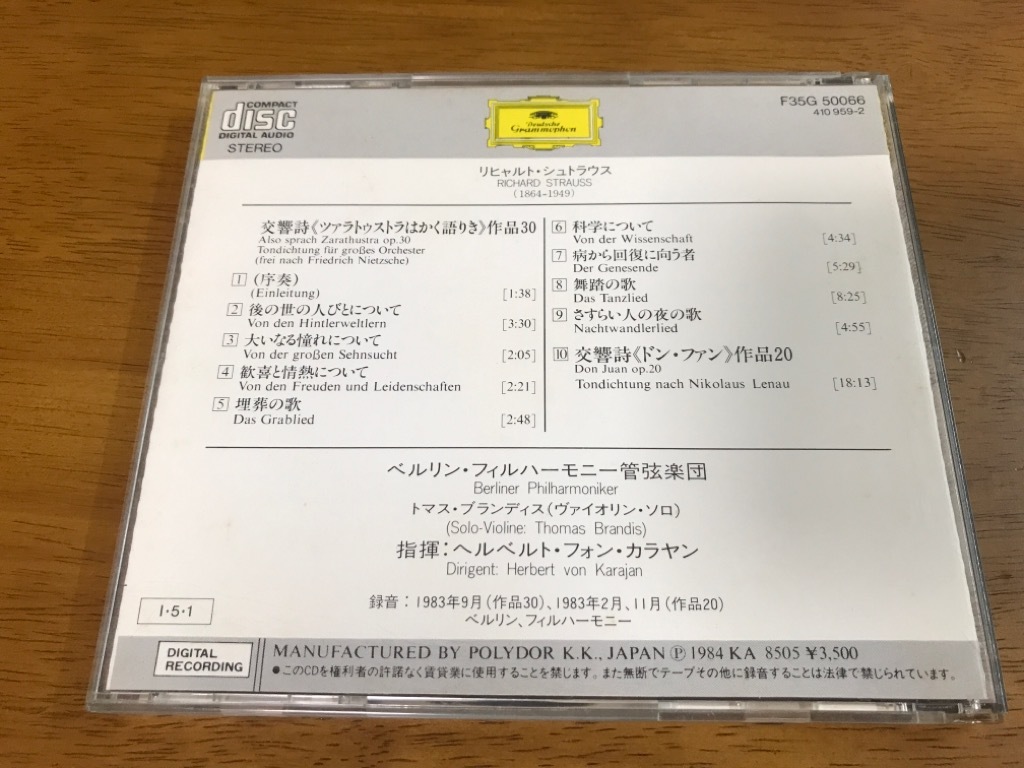 COMPACT
disc
DIGITAL AUDIO
STEREO
Deutsche
Grammophon
F35G 50066
410 959-2
リヒャルト・シュトラウス
RICHARD STRAUSS
(1864-1949)
交響詩《ツァラトゥストラはかく語りき》作品30
Also sprach Zarathustra op.30
Tondichtung für großes Orchester
(frei nach Friedrich Nietzsche)
1 (序奏)
(Einleitung) [1:38]
2 後の世の人びとについて
Von den Hintlerweltlern [3:30]
3 大いなる憧れについて
Von der großen Sehnsucht [2:05]
4 歓喜と情熱について
Von den Freuden und Leidenschaften [2:21]
5 埋葬の歌
Das Grablied [2:48]
6 科学について
Von der Wissenschaft [4:34]
7 病から回復に向う者
Der Genesende [5:29]
8 舞踏の歌
Das Tanzlied [8:25]
9 さすらい人の夜の歌
Nachtwandlerlied [4:55]
10 交響詩《ドン・ファン》作品20
Don Juan op.20
Tondichtung nach Nikolaus Lenau [18:13]
ベルリン・フィルハーモニー管弦楽団
Berliner Philharmoniker
トマス・ブランディス(ヴァイオリン・ソロ)
(Solo-Violine: Thomas Brandis)
指揮:ヘルベルト・フォン・カラヤン
Dirigent: Herbert von Karajan
録音:1983年9月(作品30)、1983年2月、11月(作品20)
ベルリン、フィルハーモニー
I・5・1
DIGITAL
RECORDING
MANUFACTURED BY POLYDOR K.K., JAPAN Ⓟ 1984 KA 8505 ¥3,500
●このCDを権利者の許諾なく賃貸業に使用することを禁じます。また無断でテープその他に録音することは法律で禁じられています。